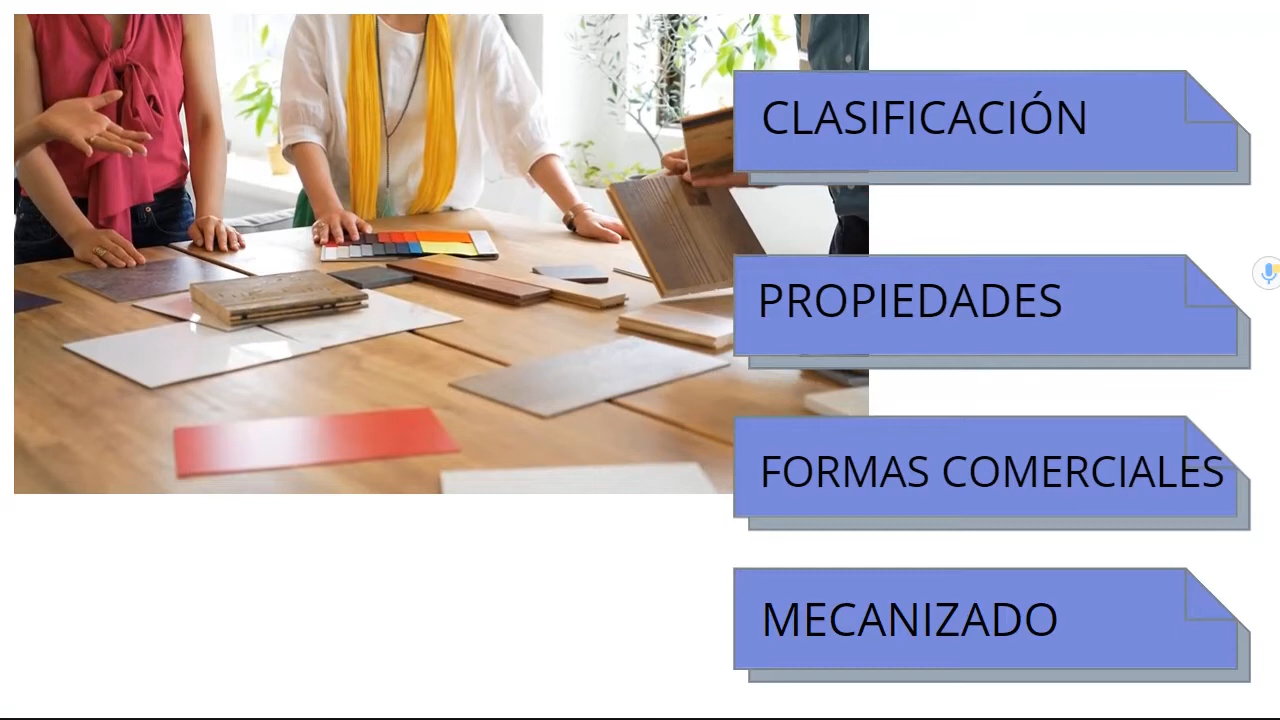 CLASIFICACIÓN
PROPIEDADES
FORMAS COMERCIALES
MECANIZADO